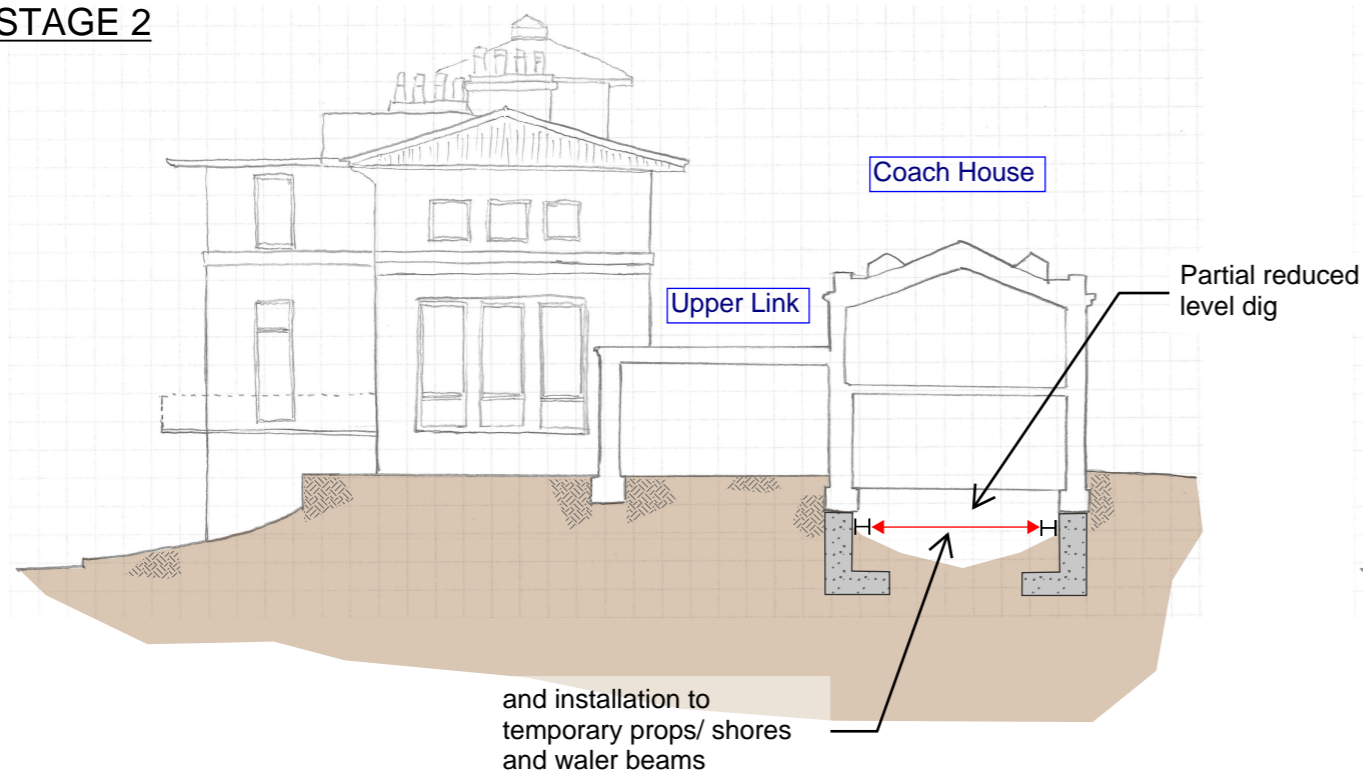 STAGE 2
Coach House
Upper Link
Partial reduced
level dig
and installation to
temporary props/ shores
and waler beams